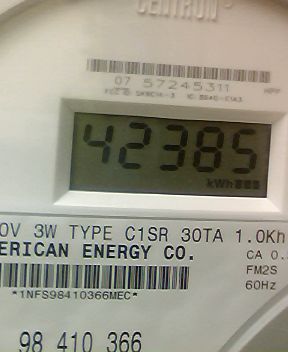 CENTRON®
07 57245311
42385
kWh
0V 3W TYPE C1SR 30TA 1.0Kh
ERICAN ENERGY CO.
CA 0.
*1NFS98410366MEC*
FM2S
60Hz
98 410 366